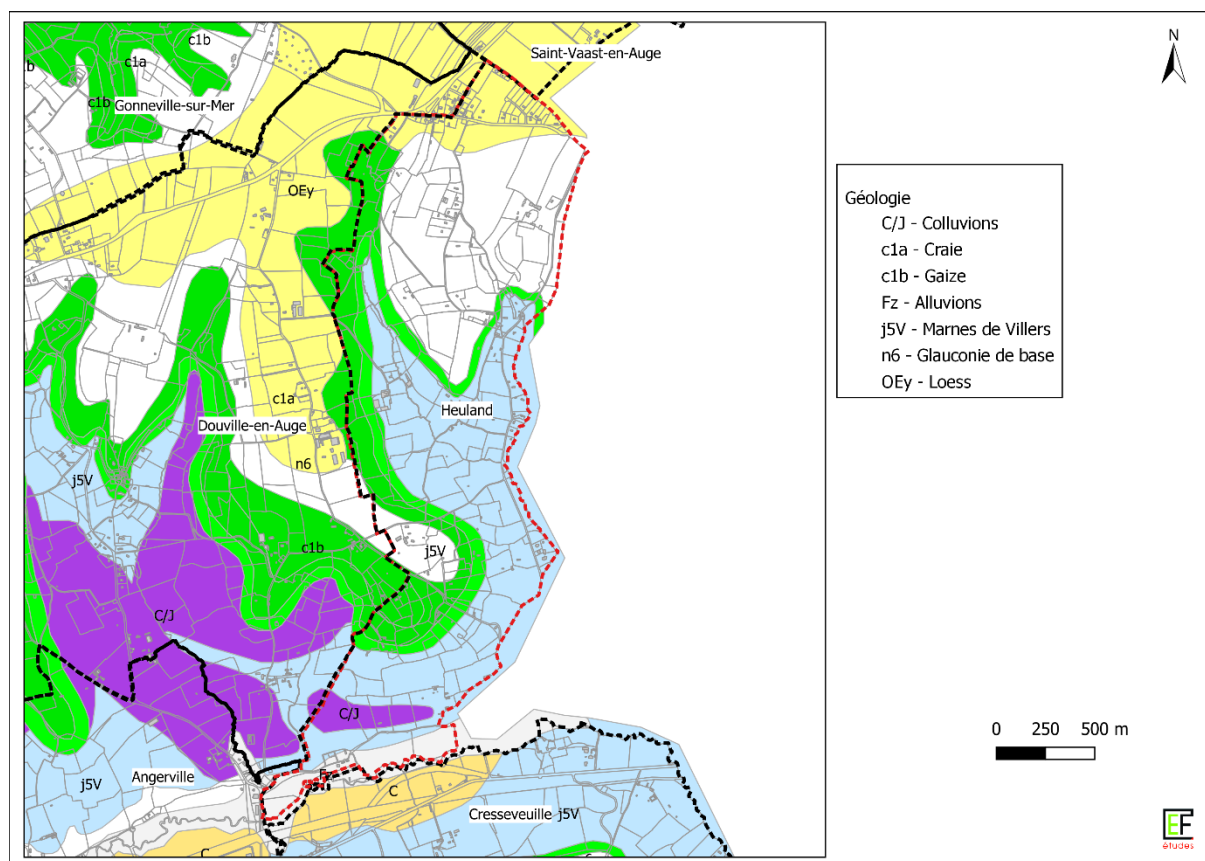 c1b
Saint-Vaast-en-Auge
N
c1a
b
c1b
Gonneville-sur-Mer
OEy
Géologie
C/J - Colluvions
c1a - Craie
c1b - Gaize
Fz - Alluvions
j5V - Marnes de Villers
n6 - Glauconie de base
OEy - Loess
c1a
Heuland
Douville-en-Auge
n6
j5V
c1b
j5V
C/J
C/J
0 250 500 m
Angerville
j5V
C
Cresseveuille j5V
C
EF
études